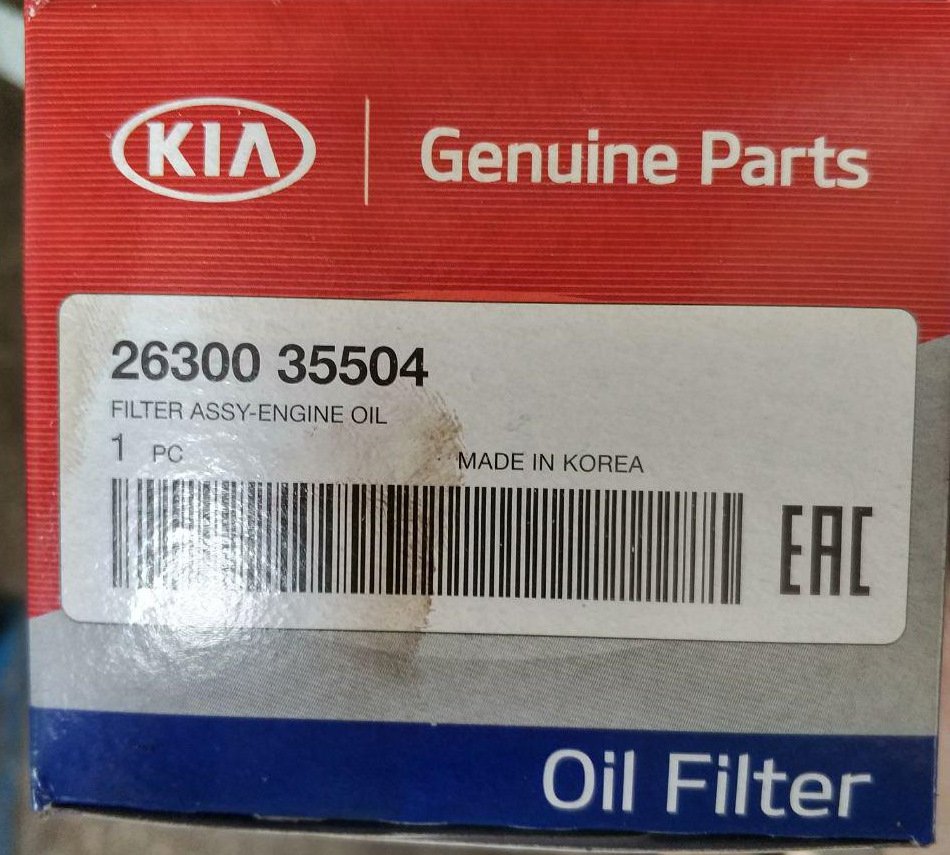 KIA Genuine Parts
26300 35504
FILTER ASSY-ENGINE OIL
1 PC MADE IN KOREA
EAC
Oil Filter